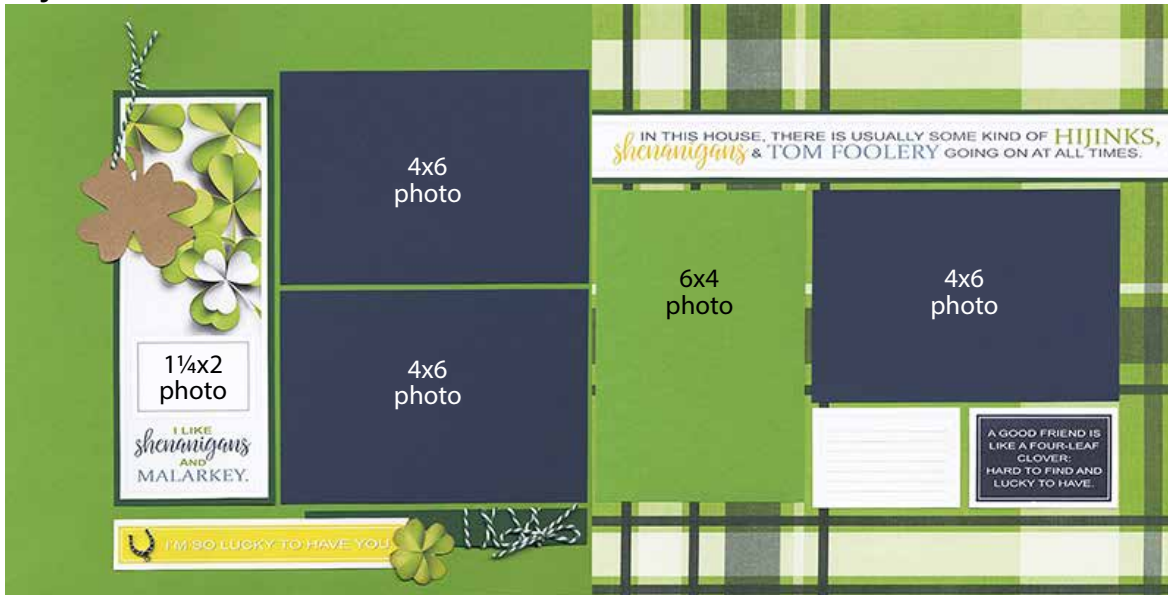 4x6
photo
4x6
photo
1¼x2
photo
I LIKE
shenanigans
AND
MALARKEY.
I'M SO LUCKY TO HAVE YOU.
IN THIS HOUSE, THERE IS USUALLY SOME KIND OF HIJINKS,
shenanigans & TOM FOOLERY GOING ON AT ALL TIMES.
6x4
photo
4x6
photo
A GOOD FRIEND IS
LIKE A FOUR-LEAF
CLOVER:
HARD TO FIND AND
LUCKY TO HAVE.